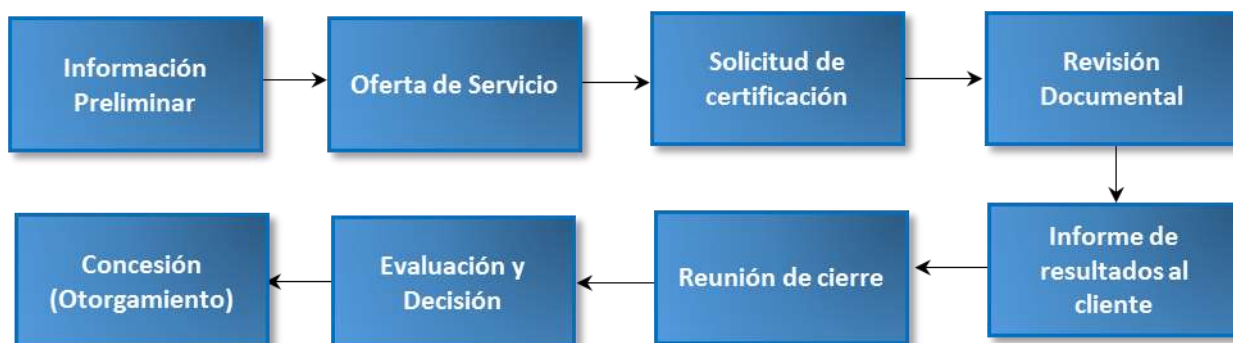 Información
Preliminar
Oferta de Servicio
Solicitud de
certificación
Revisión
Documental
Informe de
resultados al
cliente
Reunión de cierre
Evaluación y
Decisión
Concesión
(Otorgamiento)